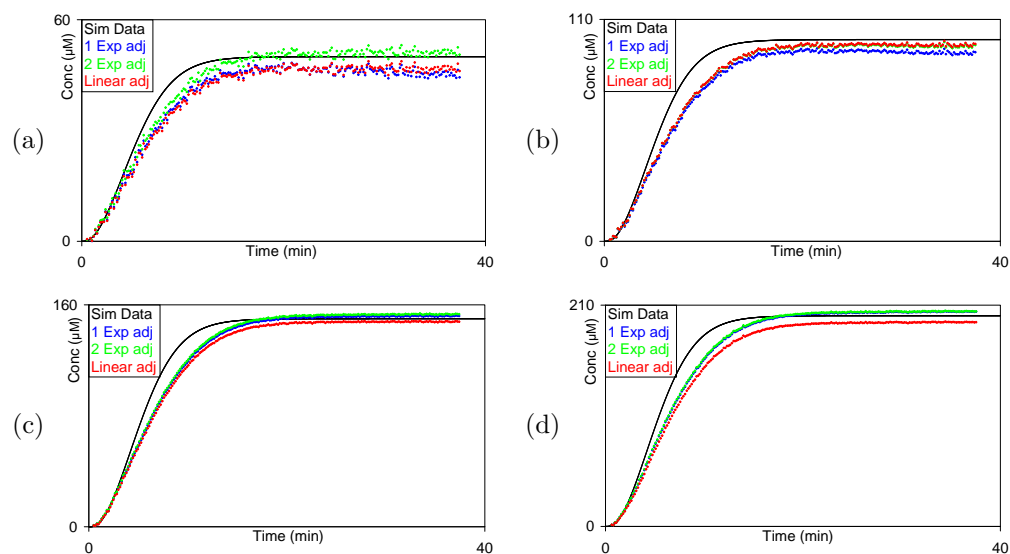 (a)
60
Conc (µM)
0
Sim Data
1 Exp adj
2 Exp adj
Linear adj
0
Time (min)
40
(b)
110
Conc (µM)
0
Sim Data
1 Exp adj
2 Exp adj
Linear adj
0
Time (min)
40
(c)
160
Conc (µM)
0
Sim Data
1 Exp adj
2 Exp adj
Linear adj
0
Time (min)
40
(d)
210
Conc (µM)
0
Sim Data
1 Exp adj
2 Exp adj
Linear adj
0
Time (min)
40